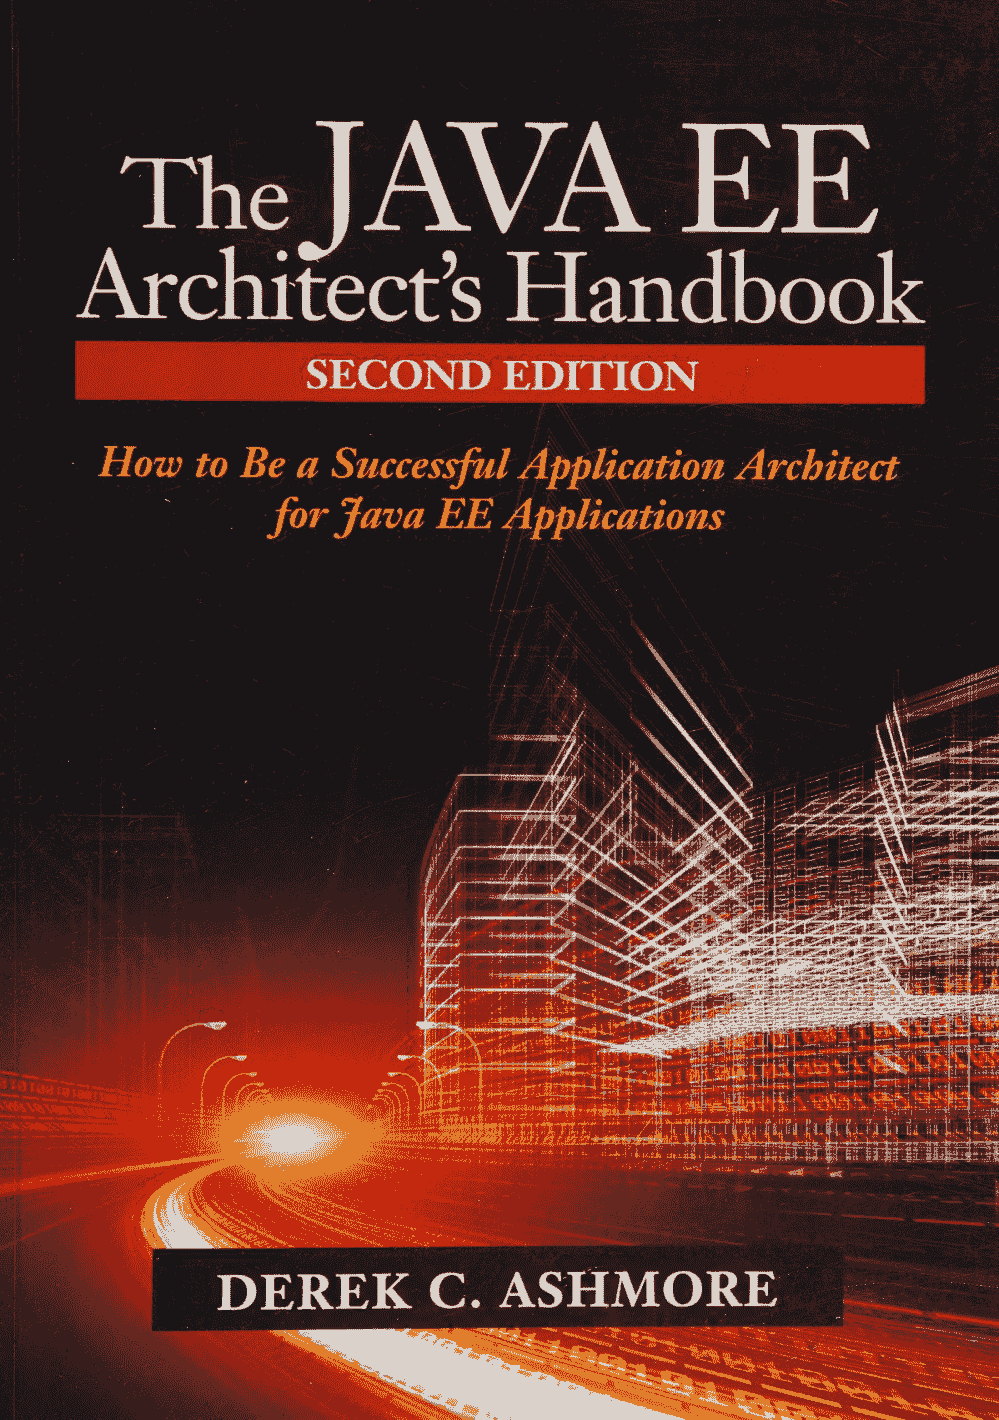 The JAVA EE
Architect's Handbook
SECOND EDITION
How to Be a Successful Application Architect
for Java EE Applications
DEREK C. ASHMORE